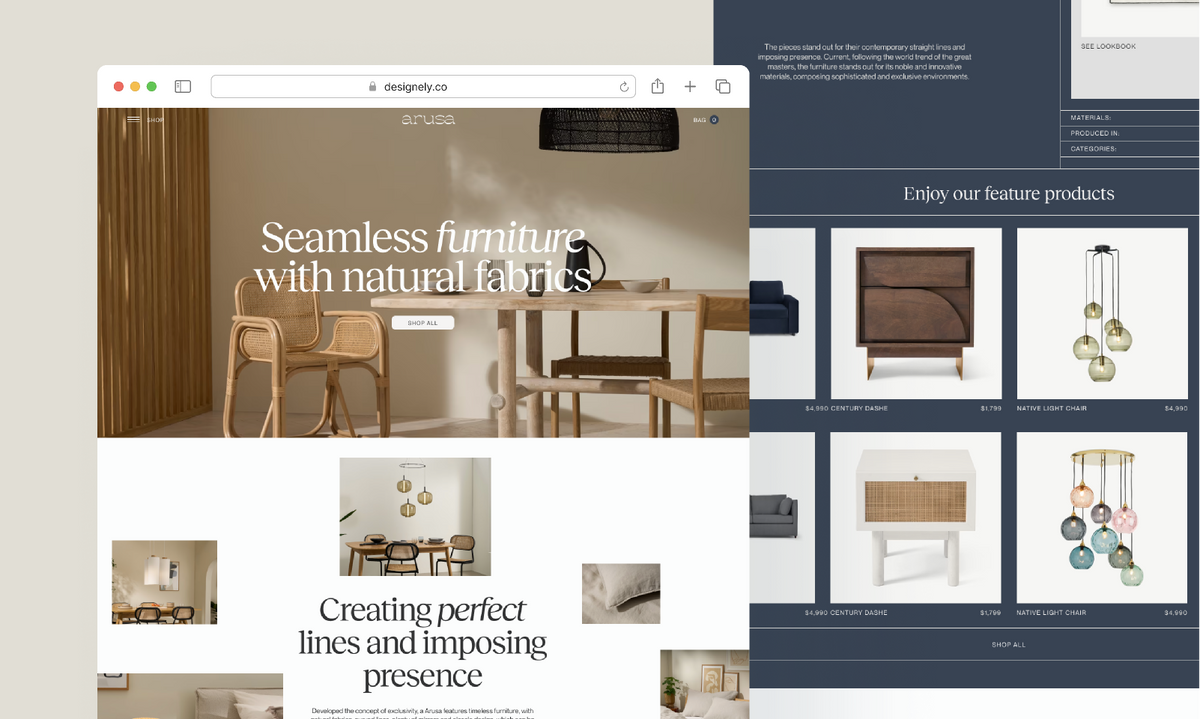 designely.co
SHOP
arusa
BAG 0
Seamless furniture
with natural fabrics
SHOP ALL
Creating perfect
lines and imposing
presence
Developed the concept of exclusivity, a Arusa features timeless furniture, with
The pieces stand out for their contemporary straight lines and
imposing presence. Current, following the world trend of the great
masters, the furniture stands out for its noble and innovative
materials, composing sophisticated and exclusive environments.
SEE LOOKBOOK
MATERIALS:
PRODUCED IN:
CATEGORIES:
Enjoy our feature products
$4,990 CENTURY DASHE $1,799 NATIVE LIGHT CHAIR $4,990
$4,990 CENTURY DASHE $1,799 NATIVE LIGHT CHAIR $4,990
SHOP ALL